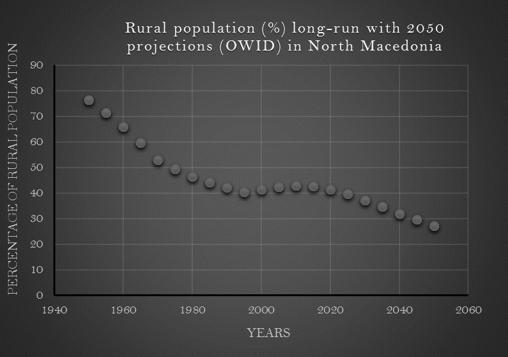 Rural population (%) long-run with 2050
projections (OWID) in North Macedonia
PERCENTAGE OF RURAL POPULATION
90
80
70
60
50
40
30
20
10
0
1940 1960 1980 2000 2020 2040 2060
YEARS